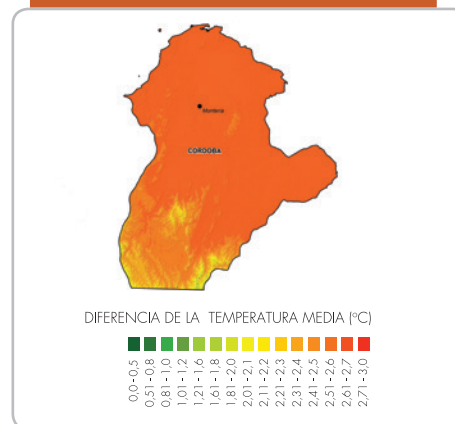 Montería
CORDOBA
DIFERENCIA DE LA TEMPERATURA MEDIA (ºC)
0,0 - 0,5
0,51 - 0,8
0,81 - 1,0
1,01 - 1,2
1,21 - 1,6
1,61 - 1,8
1,81 - 2,0
2,01 - 2,1
2,11 - 2,2
2,21 - 2,3
2,31 - 2,4
2,41 - 2,5
2,51 - 2,6
2,61 - 2,7
2,71 - 3,0